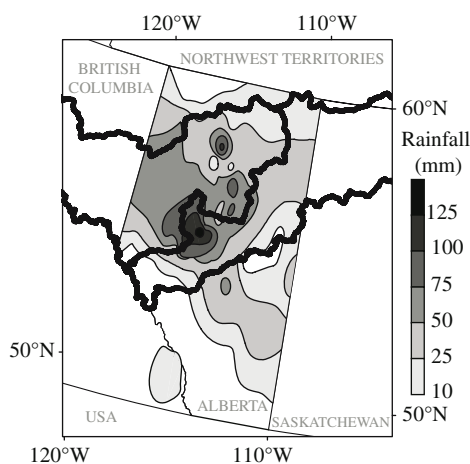 120°W 110°W
NORTHWEST TERRITORIES
BRITISH
COLUMBIA
60°N
Rainfall
(mm)
125
100
75
50
25
10
50°N
50°N
ALBERTA
USA
SASKATCHEWAN
120°W 110°W